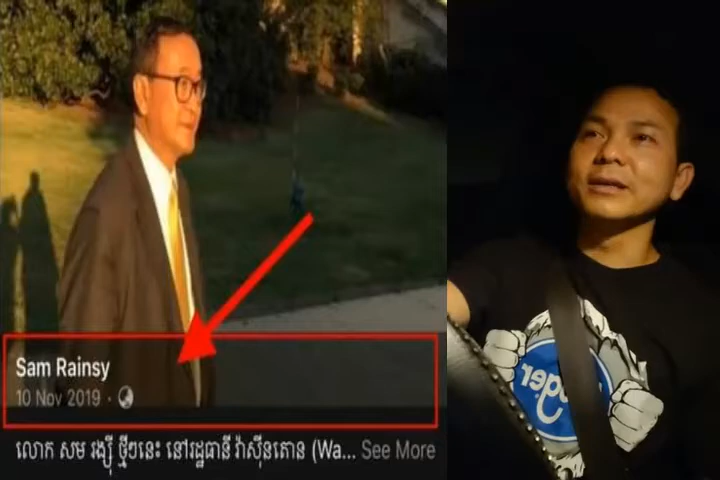 Sam Rainsy
10 Nov 2019 ·
លោក សម រង្ស៊ី ថ្មីៗនេះ នៅរដ្ឋធានី វ៉ាស៊ីនតោន (Wa... See More